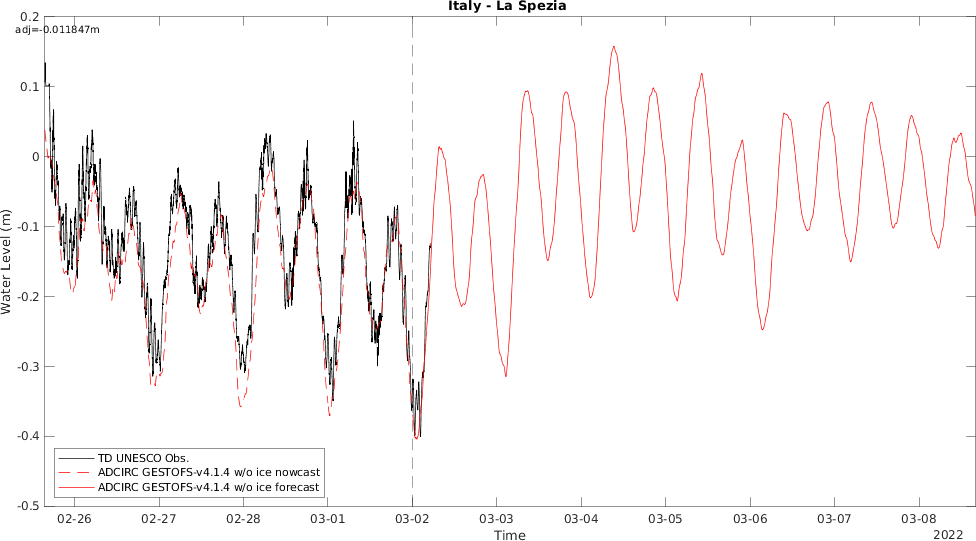 Italy - La Spezia
adj=-0.011847m
0.2
0.1
0
-0.1
-0.2
-0.3
-0.4
-0.5
Water Level (m)
TD UNESCO Obs.
ADCIRC GESTOFS-v4.1.4 w/o ice nowcast
ADCIRC GESTOFS-v4.1.4 w/o ice forecast
02-26 02-27 02-28 03-01 03-02 03-03 03-04 03-05 03-06 03-07 03-08
Time
2022